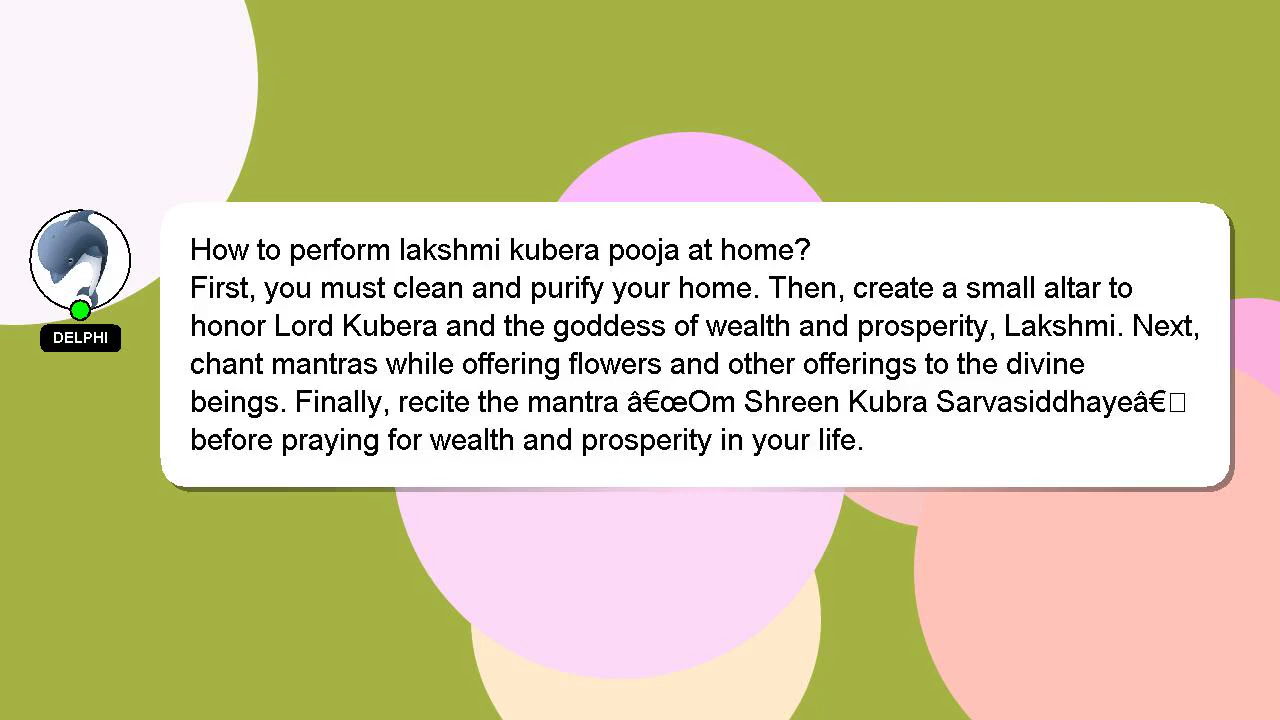 How to perform lakshmi kubera pooja at home?
First, you must clean and purify your home. Then, create a small altar to
honor Lord Kubera and the goddess of wealth and prosperity, Lakshmi. Next,
chant mantras while offering flowers and other offerings to the divine
beings. Finally, recite the mantra â€œOm Shreen Kubra Sarvasiddhayeâ€□
before praying for wealth and prosperity in your life.
DELPHI